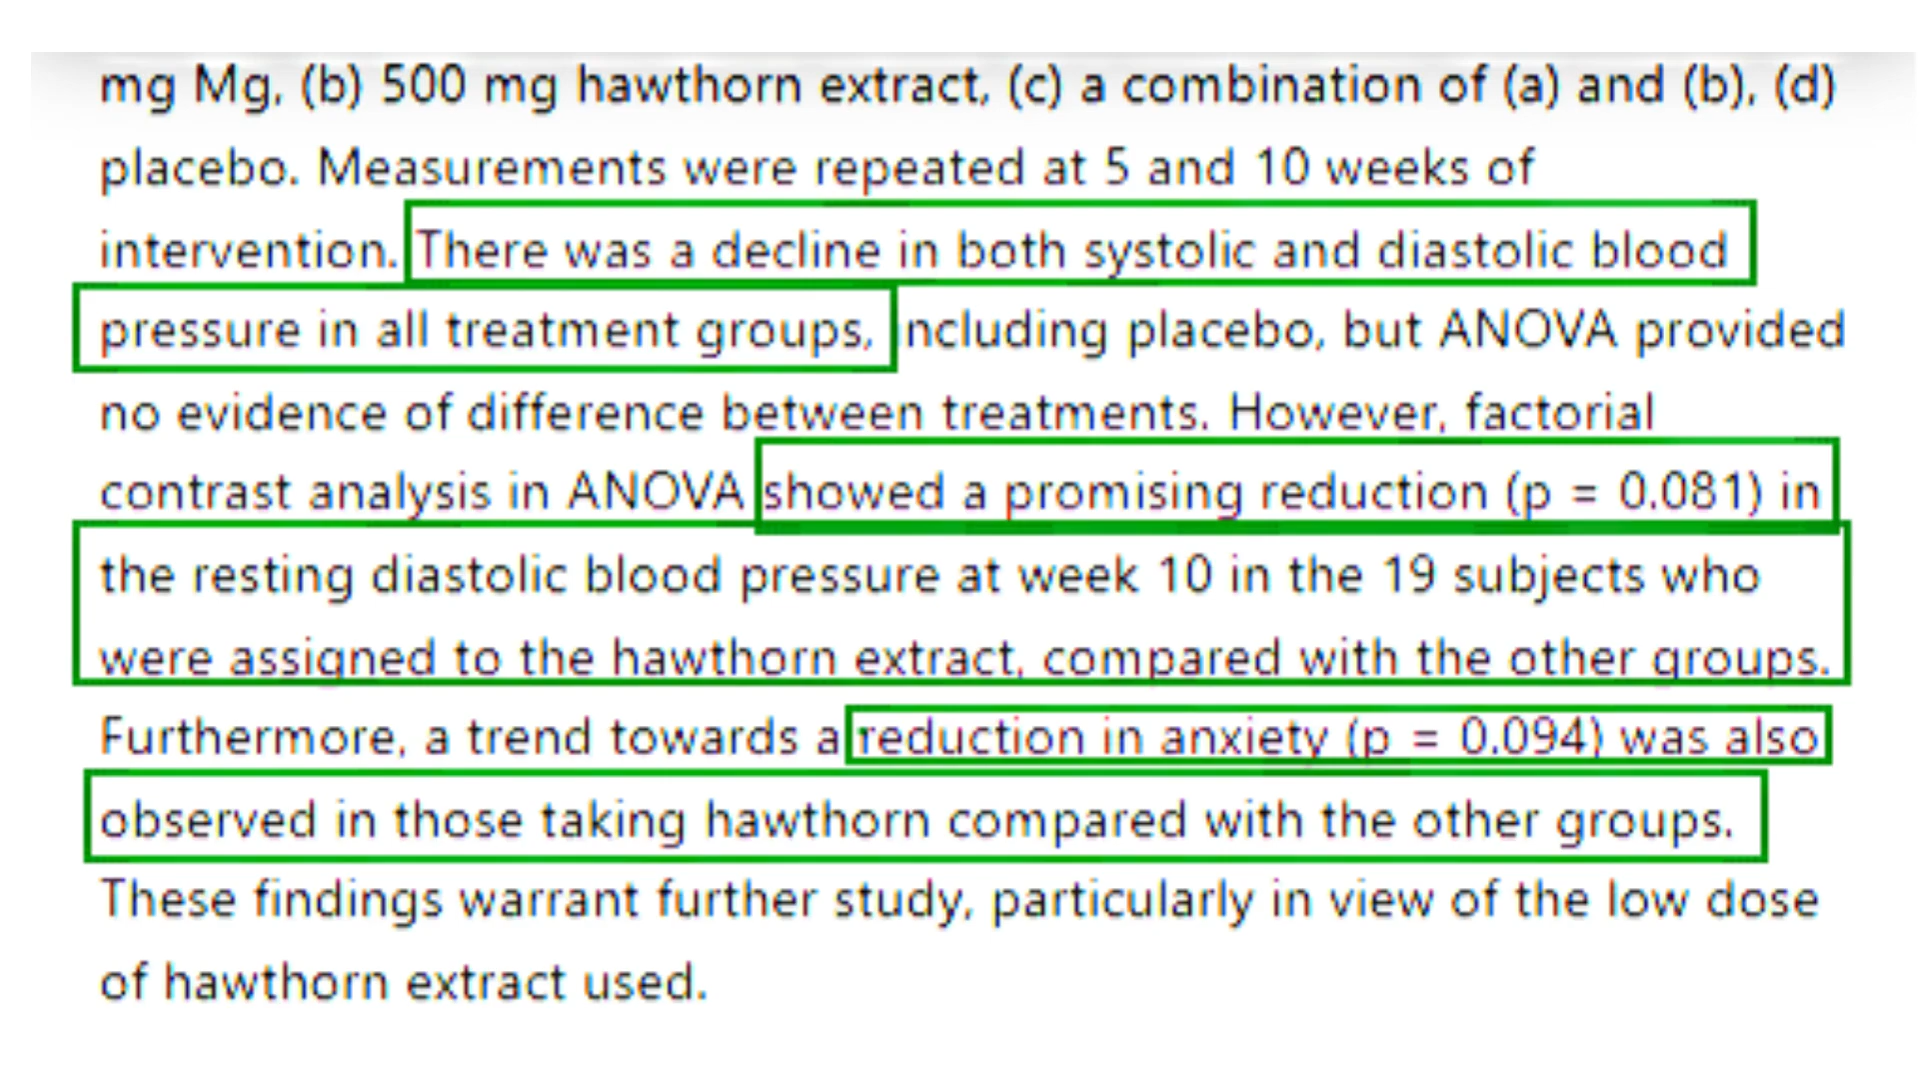 mg Mg, (b) 500 mg hawthorn extract, (c) a combination of (a) and (b), (d)
placebo. Measurements were repeated at 5 and 10 weeks of
intervention. There was a decline in both systolic and diastolic blood
pressure in all treatment groups, including placebo, but ANOVA provided
no evidence of difference between treatments. However, factorial
contrast analysis in ANOVA showed a promising reduction (p = 0.081) in
the resting diastolic blood pressure at week 10 in the 19 subjects who
were assigned to the hawthorn extract, compared with the other groups.
Furthermore, a trend towards a reduction in anxiety (p = 0.094) was also
observed in those taking hawthorn compared with the other groups.
These findings warrant further study, particularly in view of the low dose
of hawthorn extract used.